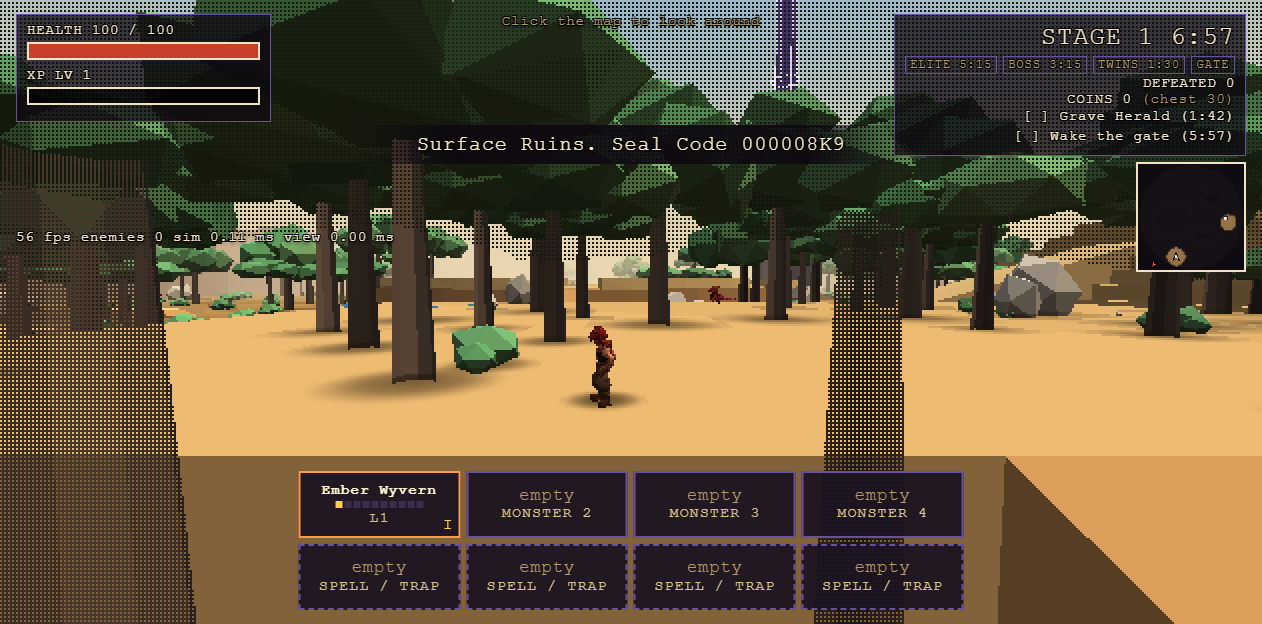 HEALTH 100 / 100
XP LV 1
Click the map to look around
STAGE 1 6:57
ELITE 5:15 BOSS 3:15 TWINS 1:30 GATE
DEFEATED 0
COINS 0 (chest 30)
[ ] Grave Herald (1:42)
[ ] Wake the gate (5:57)
Surface Ruins. Seal Code 000008K9
56 fps enemies 0 sim 0.11 ms view 0.00 ms
Ember Wyvern
L1
I
empty
MONSTER 2
empty
MONSTER 3
empty
MONSTER 4
empty
SPELL / TRAP
empty
SPELL / TRAP
empty
SPELL / TRAP
empty
SPELL / TRAP